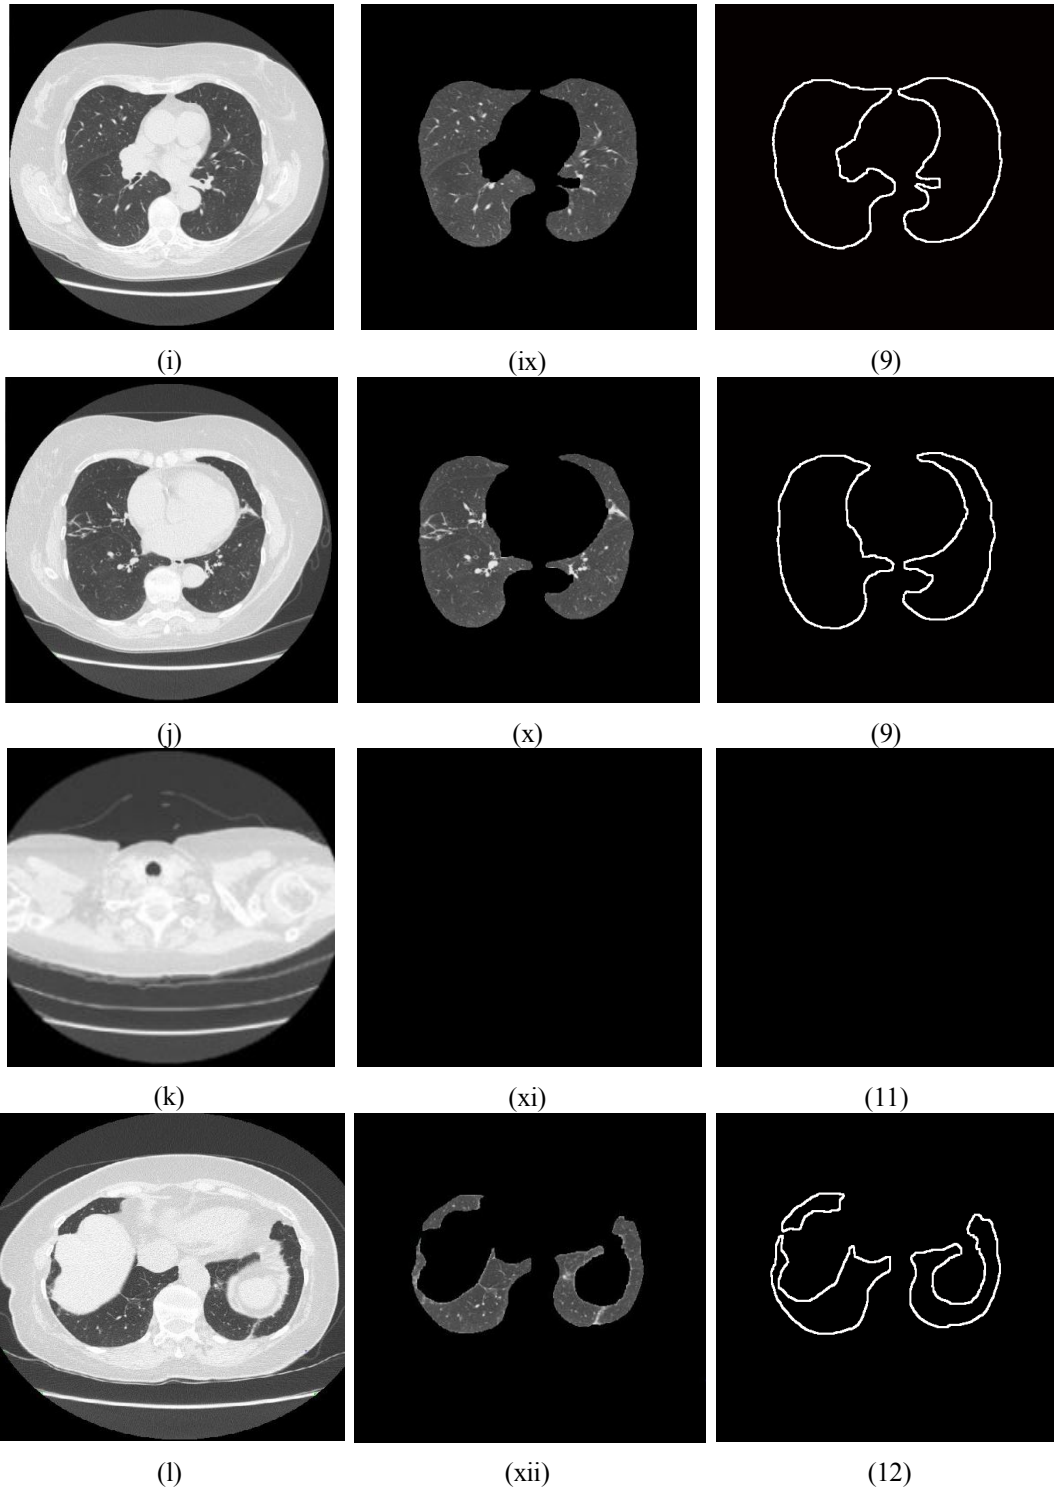 (i) (ix) (9)
(j) (x) (9)
(k) (xi) (11)
(l) (xii) (12)